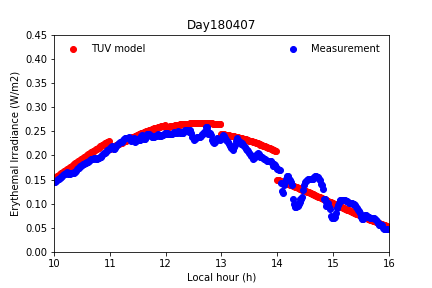 Day180407
TUV model
Measurement
Erythemal Irradiance (W/m2)
0.45
0.40
0.35
0.30
0.25
0.20
0.15
0.10
0.05
0.00
10 11 12 13 14 15 16
Local hour (h)